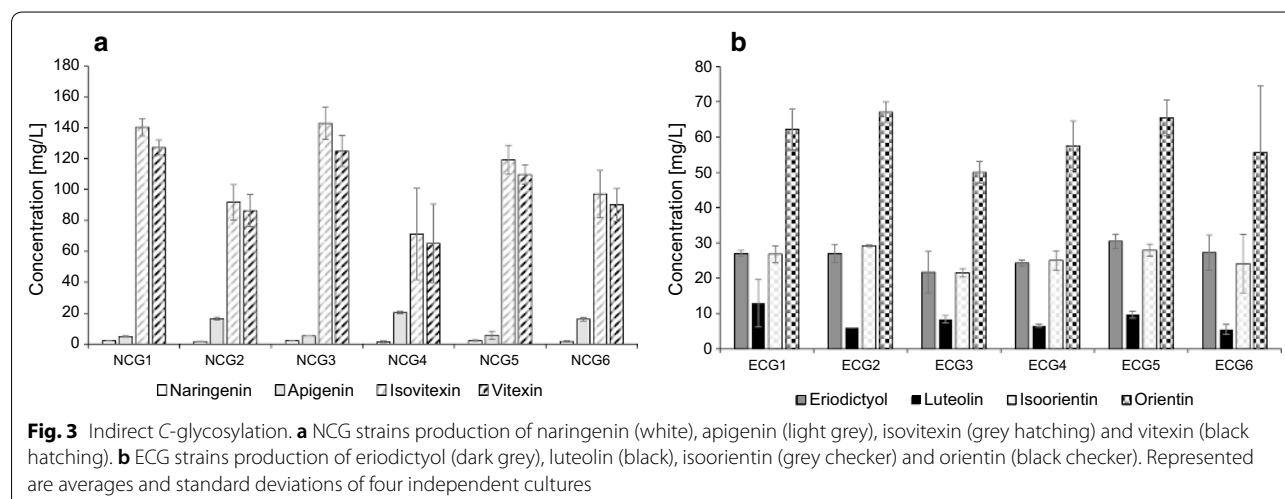 a
Concentration [mg/L]
180
160
140
120
100
80
60
40
20
0
NCG1 NCG2 NCG3 NCG4 NCG5 NCG6
Naringenin Apigenin Isovitexin Vitexin
b
Concentration [mg/L]
80
70
60
50
40
30
20
10
0
ECG1 ECG2 ECG3 ECG4 ECG5 ECG6
Eriodictyol Luteolin Isoorientin Orientin
Fig. 3 Indirect C-glycosylation. a NCG strains production of naringenin (white), apigenin (light grey), isovitexin (grey hatching) and vitexin (black
hatching). b ECG strains production of eriodictyol (dark grey), luteolin (black), isoorientin (grey checker) and orientin (black checker). Represented
are averages and standard deviations of four independent cultures